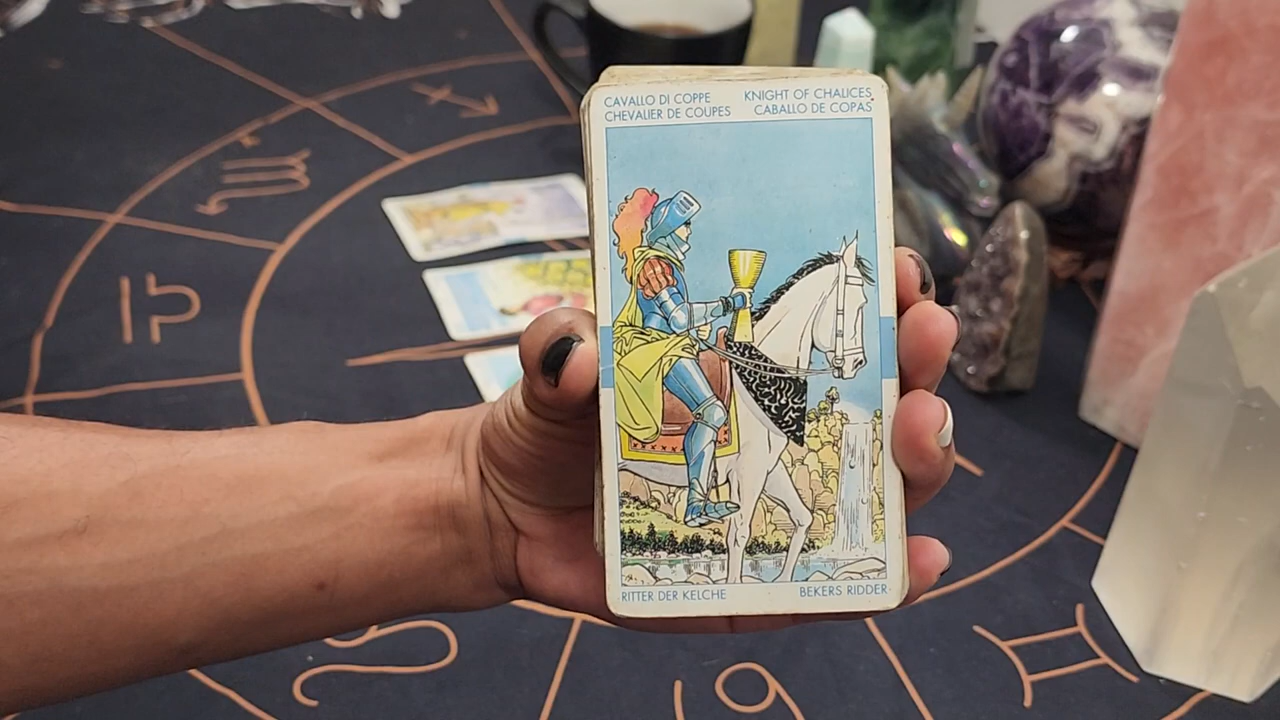 CAVALLO DI COPPE KNIGHT OF CHALICES
CHEVALIER DE COUPES CABALLO DE COPAS
RITTER DER KELCHE BEKERS RIDDER